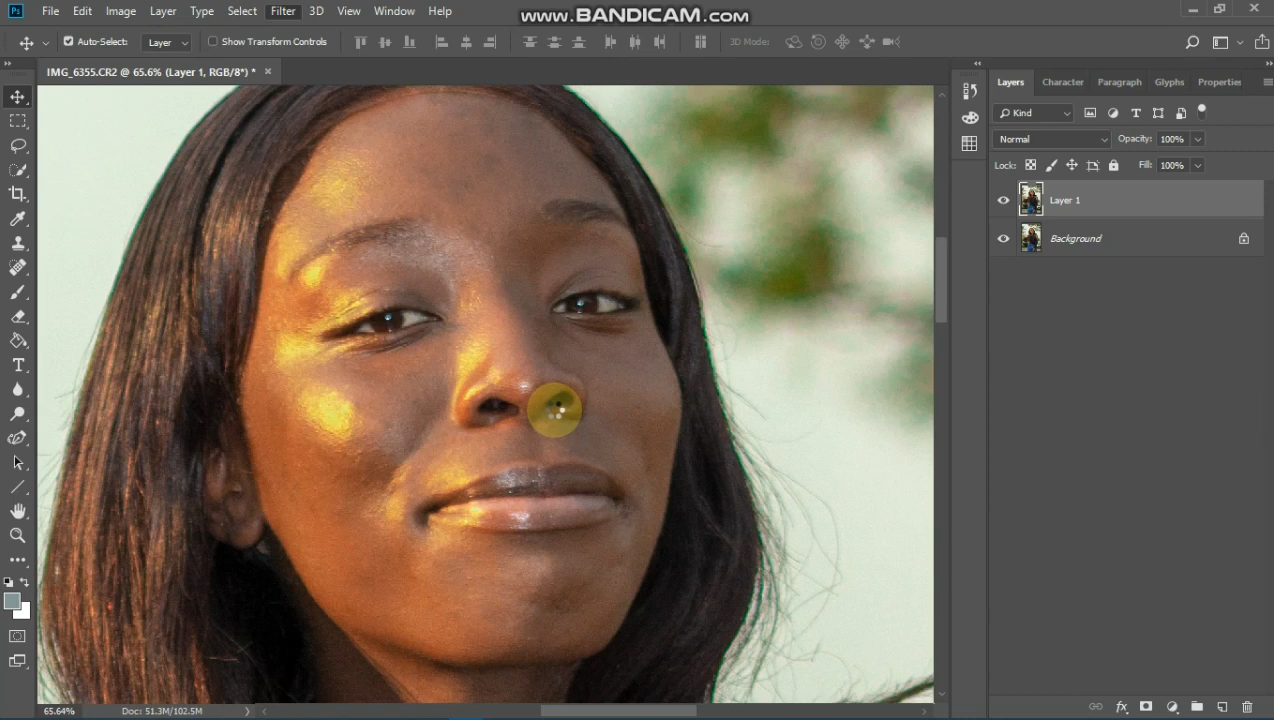 Ps File Edit Image Layer Type Select Filter 3D View Window Help
www.BANDICAM.com
Auto-Select: Layer Show Transform Controls 3D Mode:
IMG_6355.CR2 @ 65.6% (Layer 1, RGB/8*) * ×
Layers Character Paragraph Glyphs Properties
Kind
Normal Opacity: 100%
Lock: Fill: 100%
Layer 1
Background
65.64% Doc: 51.3M/102.5M